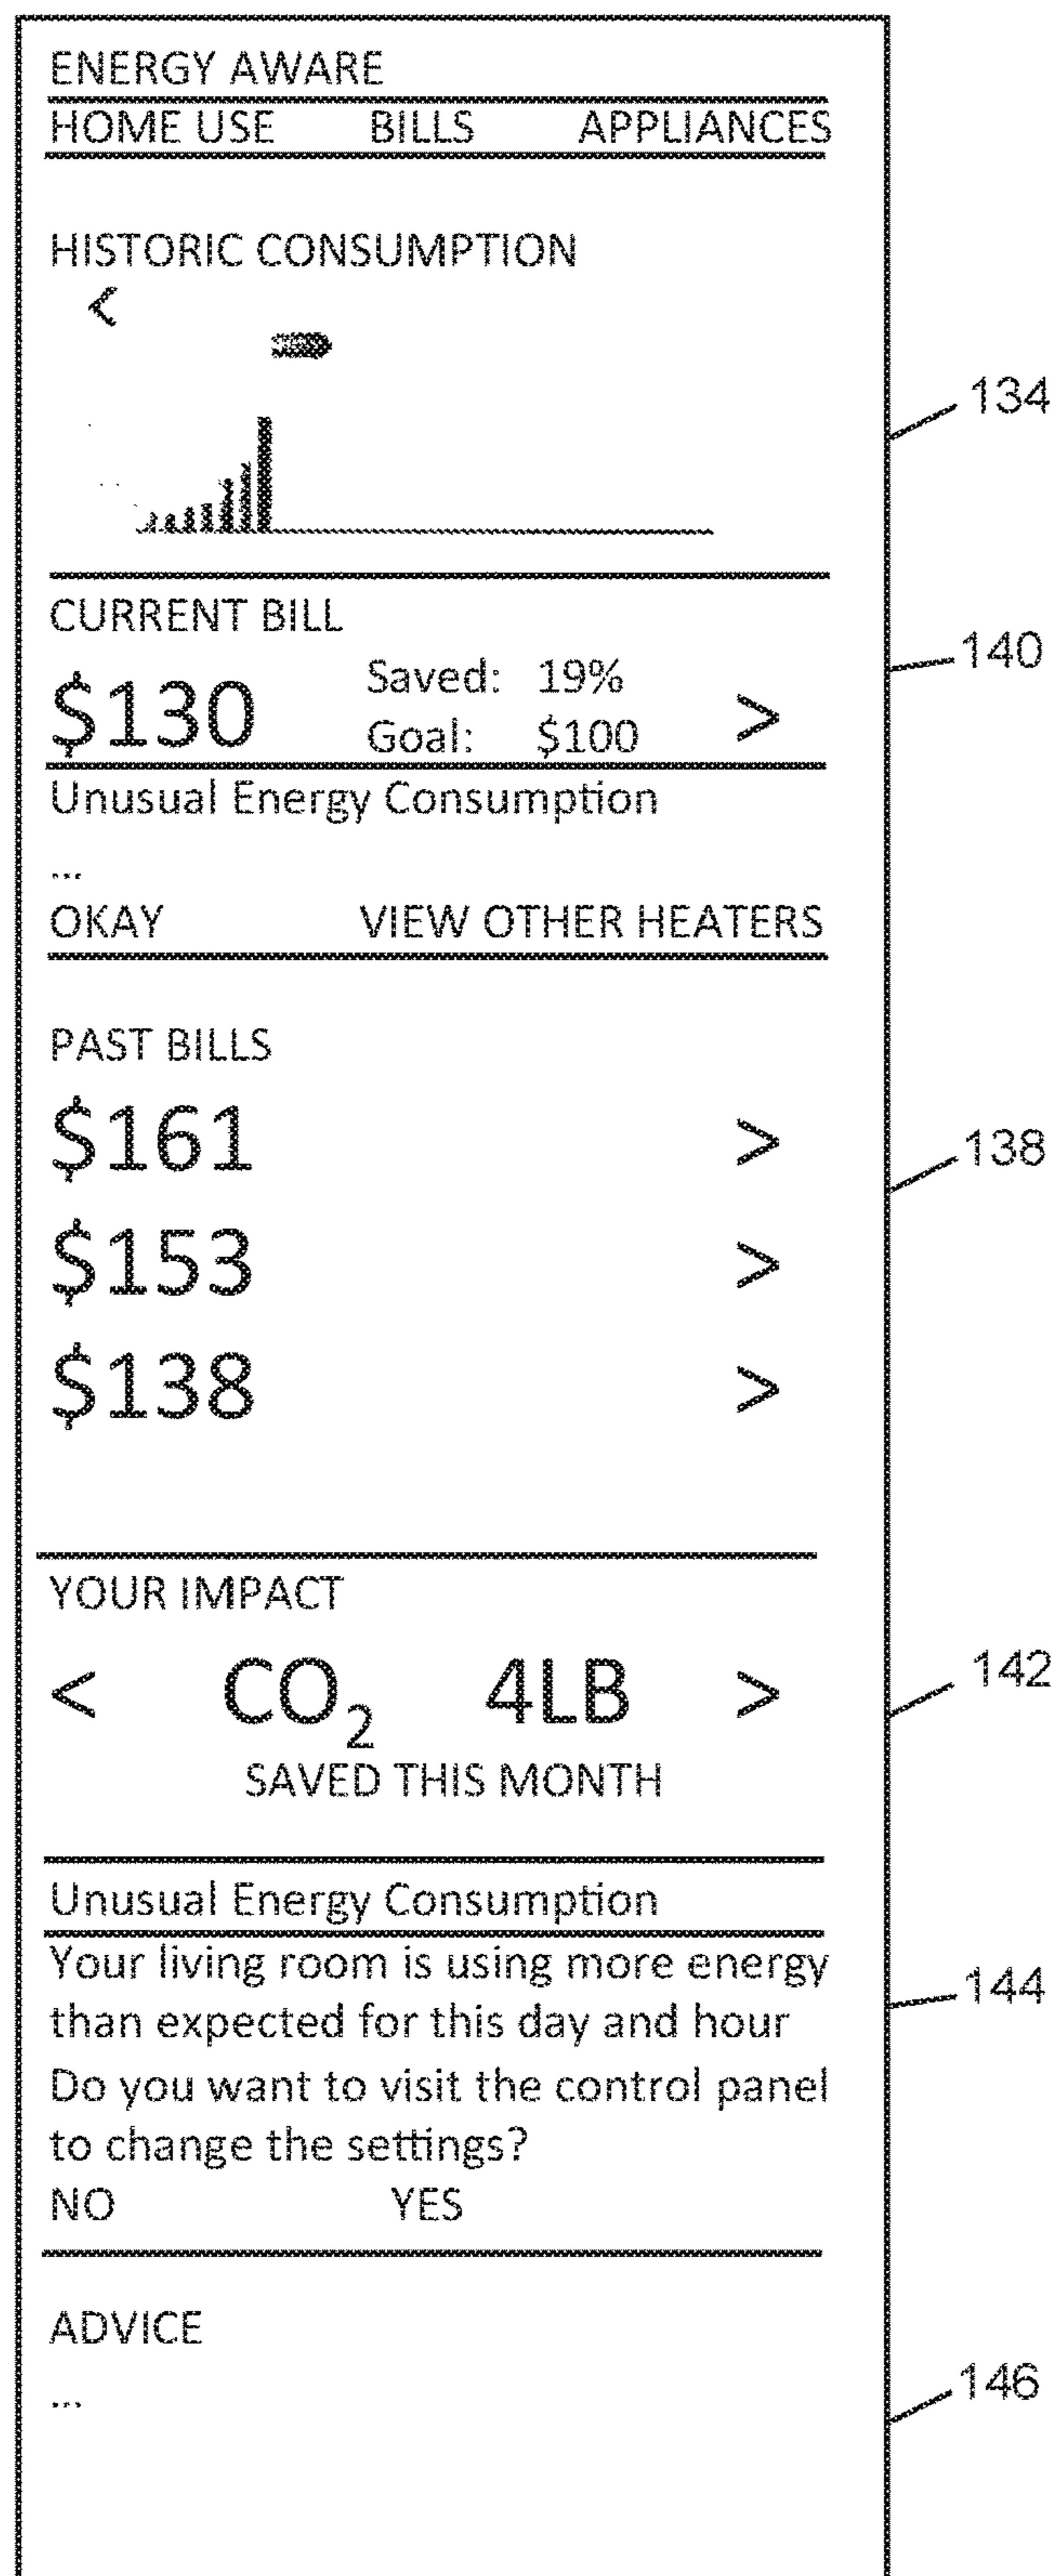 ENERGY AWARE
HOME USE BILLS APPLIANCES
HISTORIC CONSUMPTION
<
134
CURRENT BILL
140
$130 Saved: 19% >
Goal: $100
Unusual Energy Consumption
...
OKAY VIEW OTHER HEATERS
PAST BILLS
$161 >
138
$153 >
$138 >
YOUR IMPACT
< CO₂ 4LB >
142
SAVED THIS MONTH
Unusual Energy Consumption
Your living room is using more energy
144
than expected for this day and hour
Do you want to visit the control panel
to change the settings?
NO YES
ADVICE
...
146